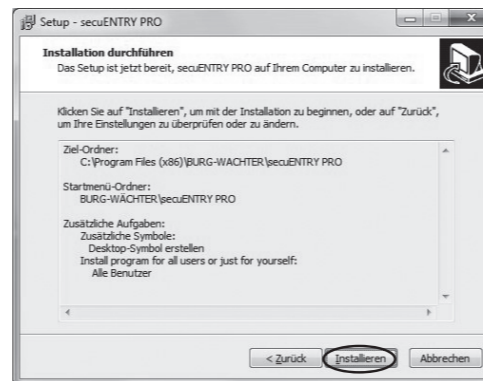 Setup - secuENTRY PRO
Installation durchführen
Das Setup ist jetzt bereit, secuENTRY PRO auf Ihrem Computer zu installieren.
Klicken Sie auf "Installieren", um mit der Installation zu beginnen, oder auf "Zurück",
um Ihre Einstellungen zu überprüfen oder zu ändern.
Ziel-Ordner:
C:\Program Files (x86)\BURG-WACHTER\secuENTRY PRO
Startmenü-Ordner:
BURG-WÄCHTER\secuENTRY PRO
Zusätzliche Aufgaben:
Zusätzliche Symbole:
Desktop-Symbol erstellen
Install program for all users or just for yourself:
Alle Benutzer
< Zurück Installieren Abbrechen